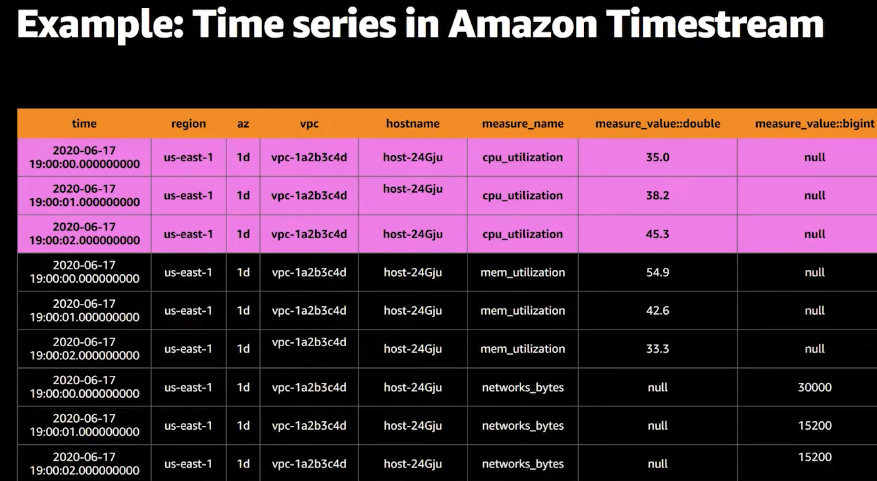 Example: Time series in Amazon Timestream
time region az vpc hostname measure_name measure_value::double measure_value::bigint
2020-06-17
19:00:00.000000000 us-east-1 1d vpc-1a2b3c4d host-24Gju cpu_utilization 35.0 null
2020-06-17
19:00:01.000000000 us-east-1 1d vpc-1a2b3c4d host-24Gju cpu_utilization 38.2 null
2020-06-17
19:00:02.000000000 us-east-1 1d vpc-1a2b3c4d host-24Gju cpu_utilization 45.3 null
2020-06-17
19:00:00.000000000 us-east-1 1d vpc-1a2b3c4d host-24Gju mem_utilization 54.9 null
2020-06-17
19:00:01.000000000 us-east-1 1d vpc-1a2b3c4d host-24Gju mem_utilization 42.6 null
2020-06-17
19:00:02.000000000 us-east-1 1d vpc-1a2b3c4d host-24Gju mem_utilization 33.3 null
2020-06-17
19:00:00.000000000 us-east-1 1d vpc-1a2b3c4d host-24Gju networks_bytes null 30000
2020-06-17
19:00:01.000000000 us-east-1 1d vpc-1a2b3c4d host-24Gju networks_bytes null 15200
2020-06-17
19:00:02.000000000 us-east-1 1d vpc-1a2b3c4d host-24Gju networks_bytes null 15200